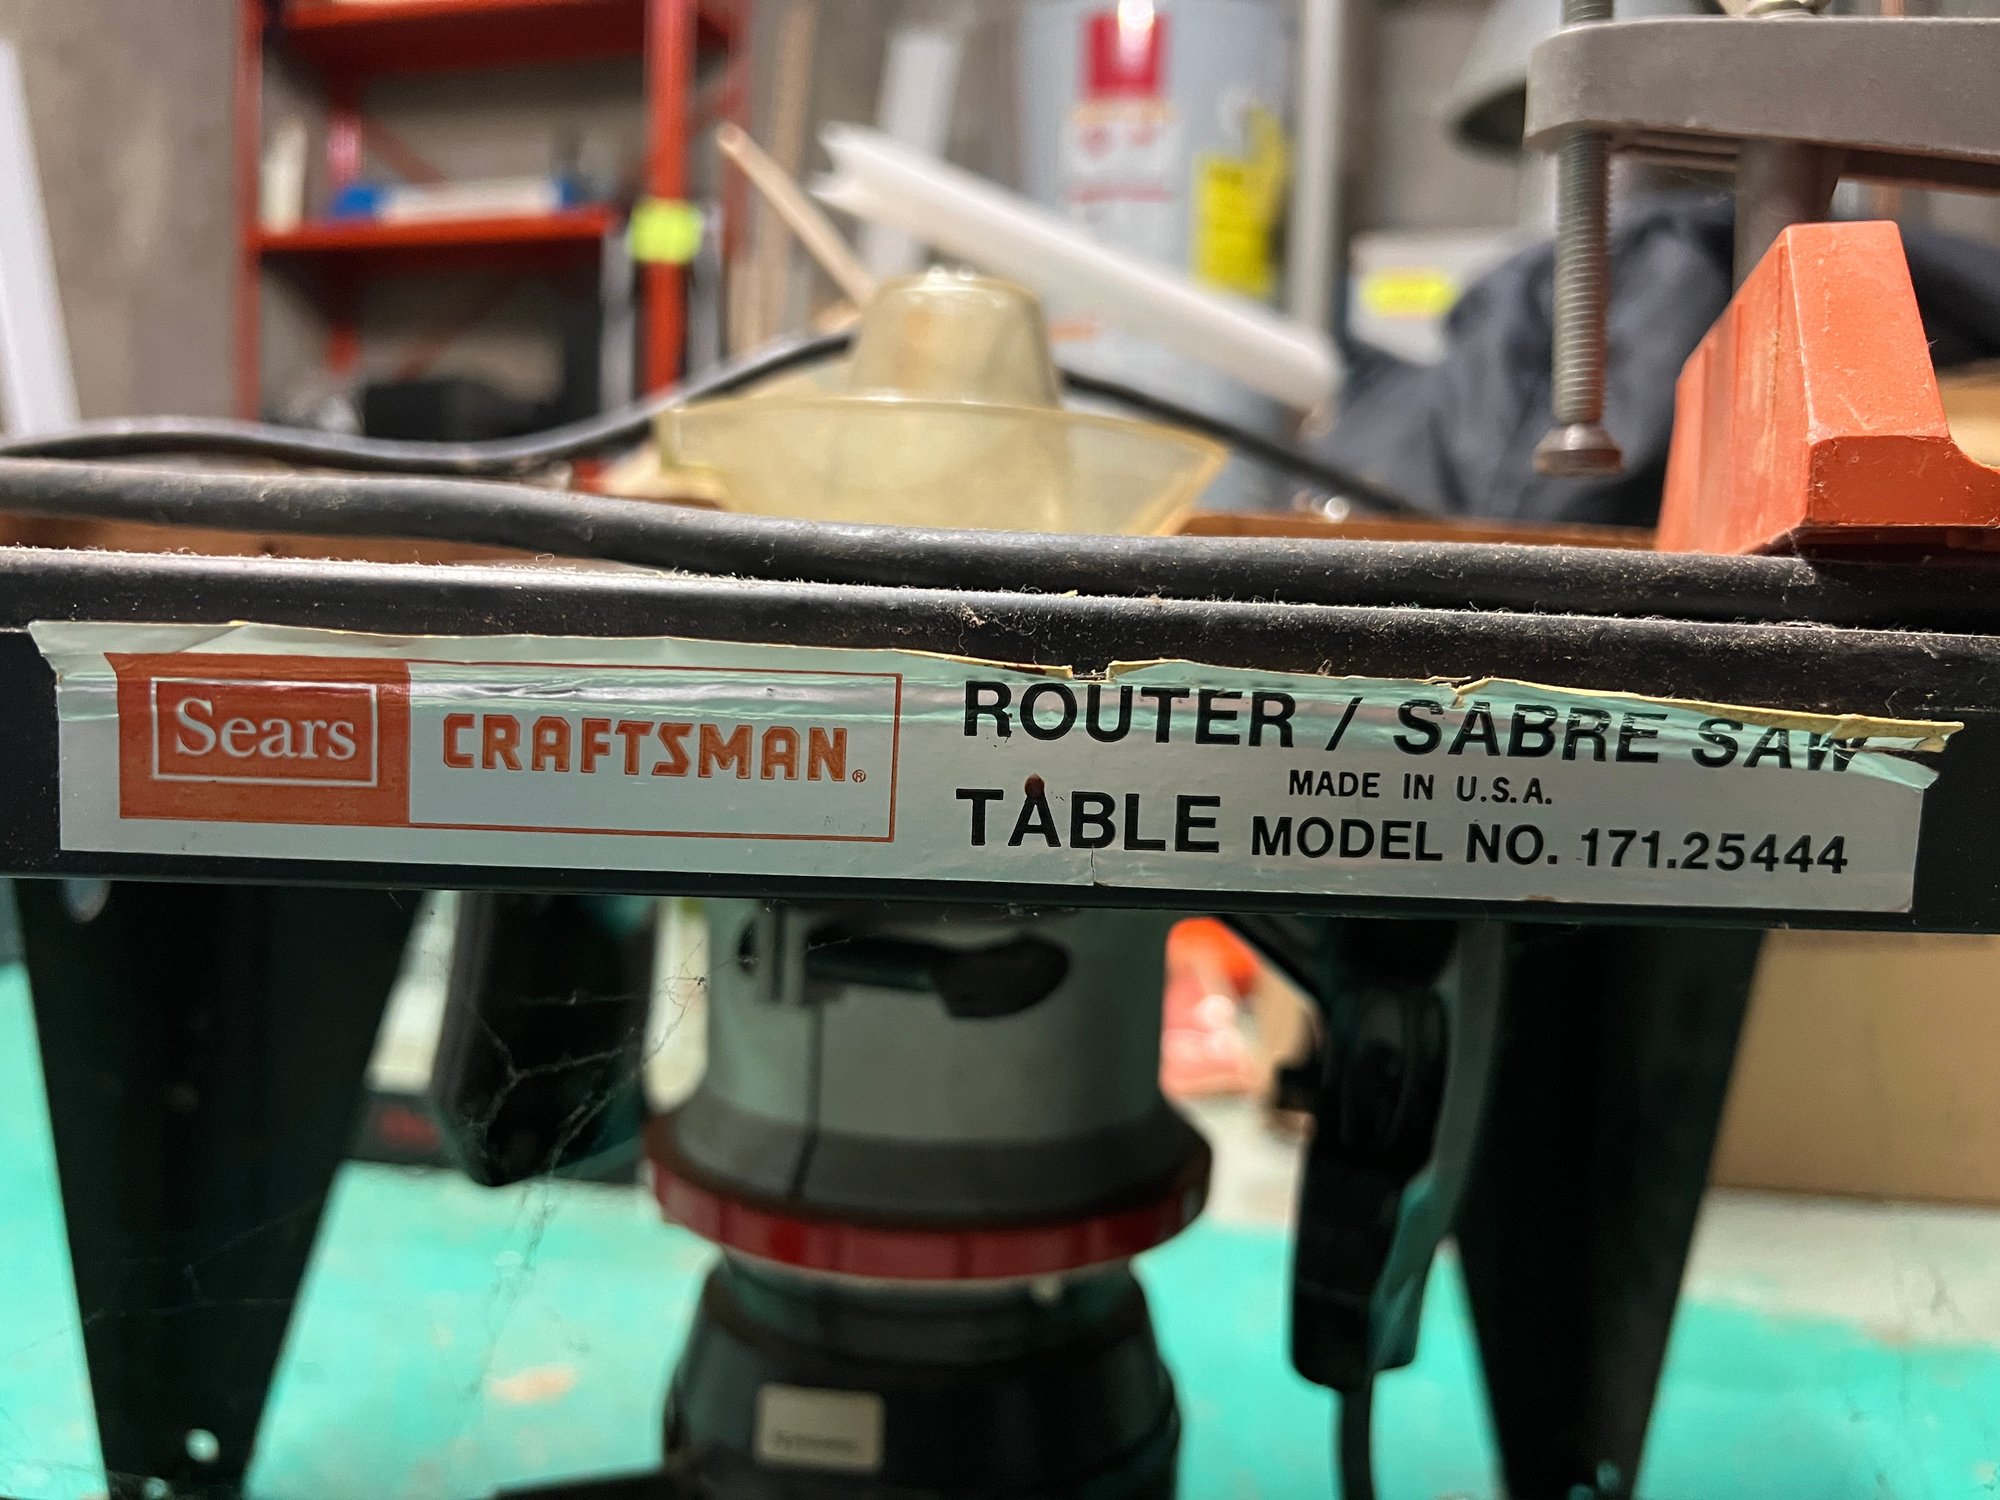 Sears CRAFTSMAN®
ROUTER / SABRE SAW
MADE IN U.S.A.
TABLE MODEL NO. 171.25444